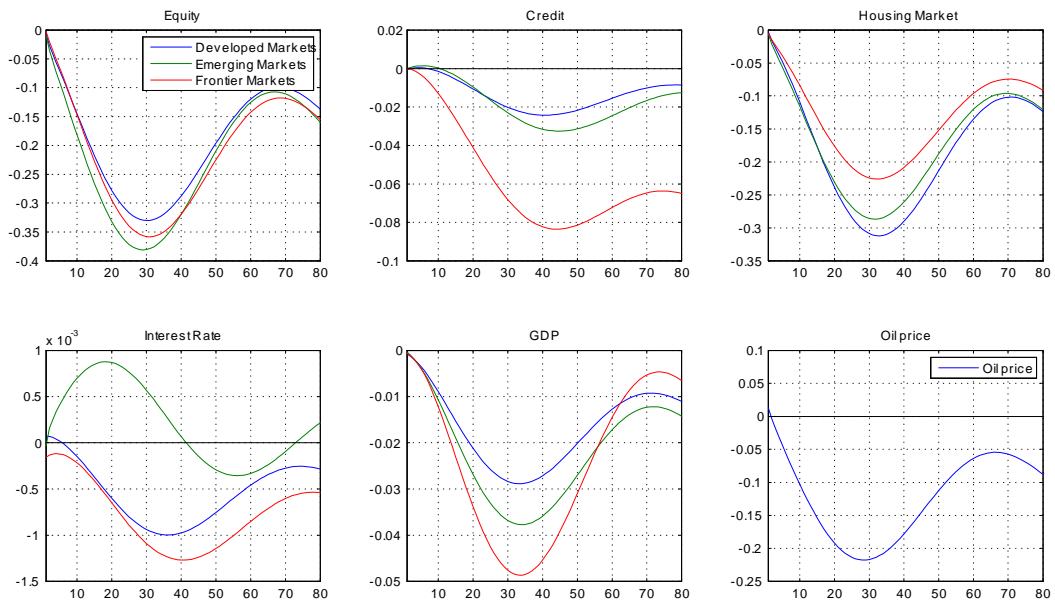 Equity
0
-0.05
-0.1
-0.15
-0.2
-0.25
-0.3
-0.35
-0.4
10 20 30 40 50 60 70 80
Developed Markets
Emerging Markets
Frontier Markets
Credit
0.02
0
-0.02
-0.04
-0.06
-0.08
-0.1
10 20 30 40 50 60 70 80
Housing Market
0
-0.05
-0.1
-0.15
-0.2
-0.25
-0.3
-0.35
10 20 30 40 50 60 70 80
Interest Rate
x 10-3
1
0.5
0
-0.5
-1
-1.5
10 20 30 40 50 60 70 80
GDP
0
-0.01
-0.02
-0.03
-0.04
-0.05
10 20 30 40 50 60 70 80
Oil price
0.1
0.05
0
-0.05
-0.1
-0.15
-0.2
-0.25
10 20 30 40 50 60 70 80
Oil price